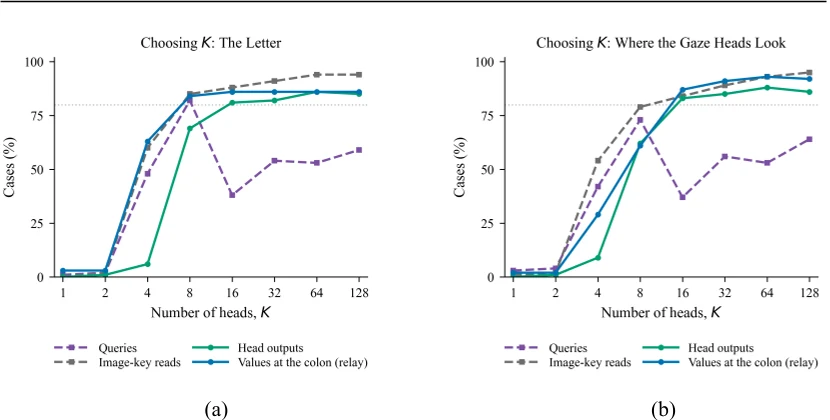 Choosing K: The Letter
100
75
50
25
0
Cases (%)
1 2 4 8 16 32 64 128
Number of heads, K
Queries
Head outputs
Image-key reads
Values at the colon (relay)
(a)
Choosing K: Where the Gaze Heads Look
100
75
50
25
0
Cases (%)
1 2 4 8 16 32 64 128
Number of heads, K
Queries
Head outputs
Image-key reads
Values at the colon (relay)
(b)